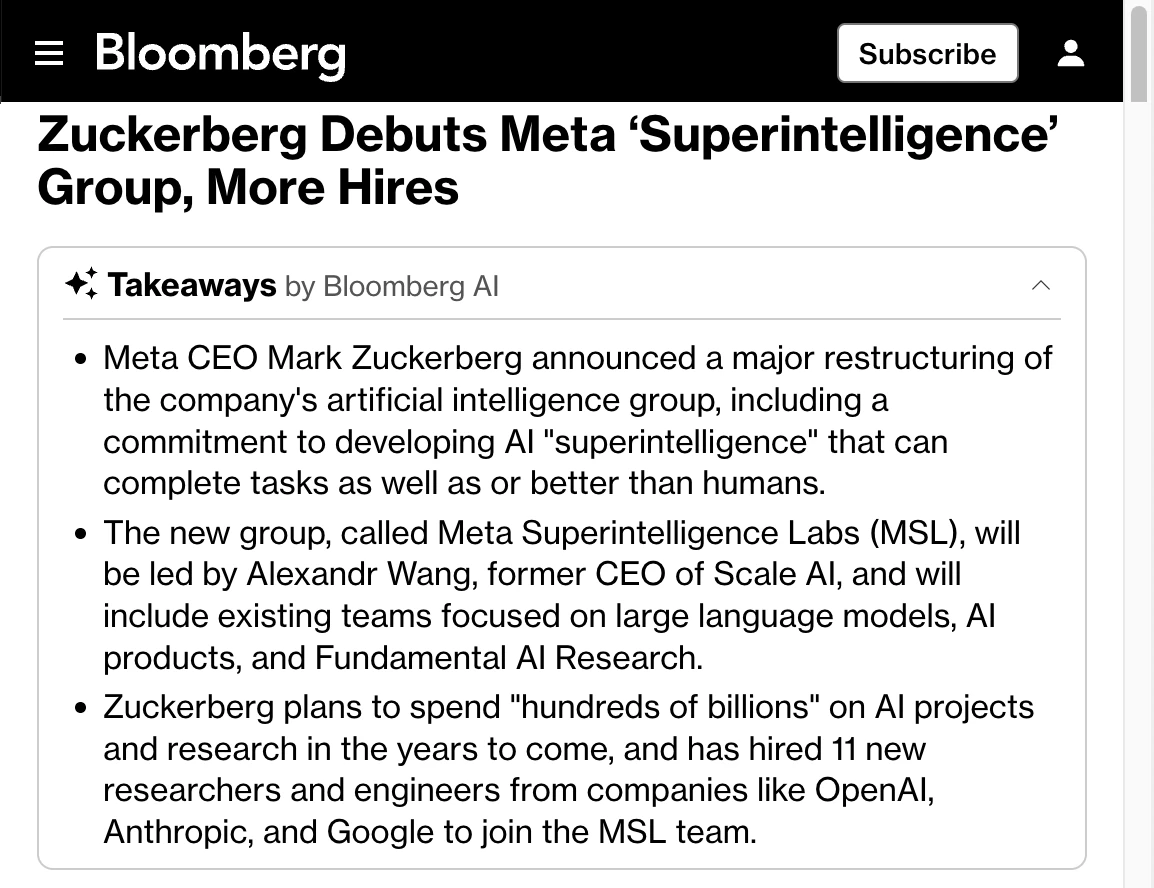 Bloomberg
Subscribe
Zuckerberg Debuts Meta ‘Superintelligence’
Group, More Hires
Takeaways by Bloomberg AI
• Meta CEO Mark Zuckerberg announced a major restructuring of
the company's artificial intelligence group, including a
commitment to developing AI "superintelligence" that can
complete tasks as well as or better than humans.
• The new group, called Meta Superintelligence Labs (MSL), will
be led by Alexandr Wang, former CEO of Scale AI, and will
include existing teams focused on large language models, AI
products, and Fundamental AI Research.
• Zuckerberg plans to spend "hundreds of billions" on AI projects
and research in the years to come, and has hired 11 new
researchers and engineers from companies like OpenAI,
Anthropic, and Google to join the MSL team.